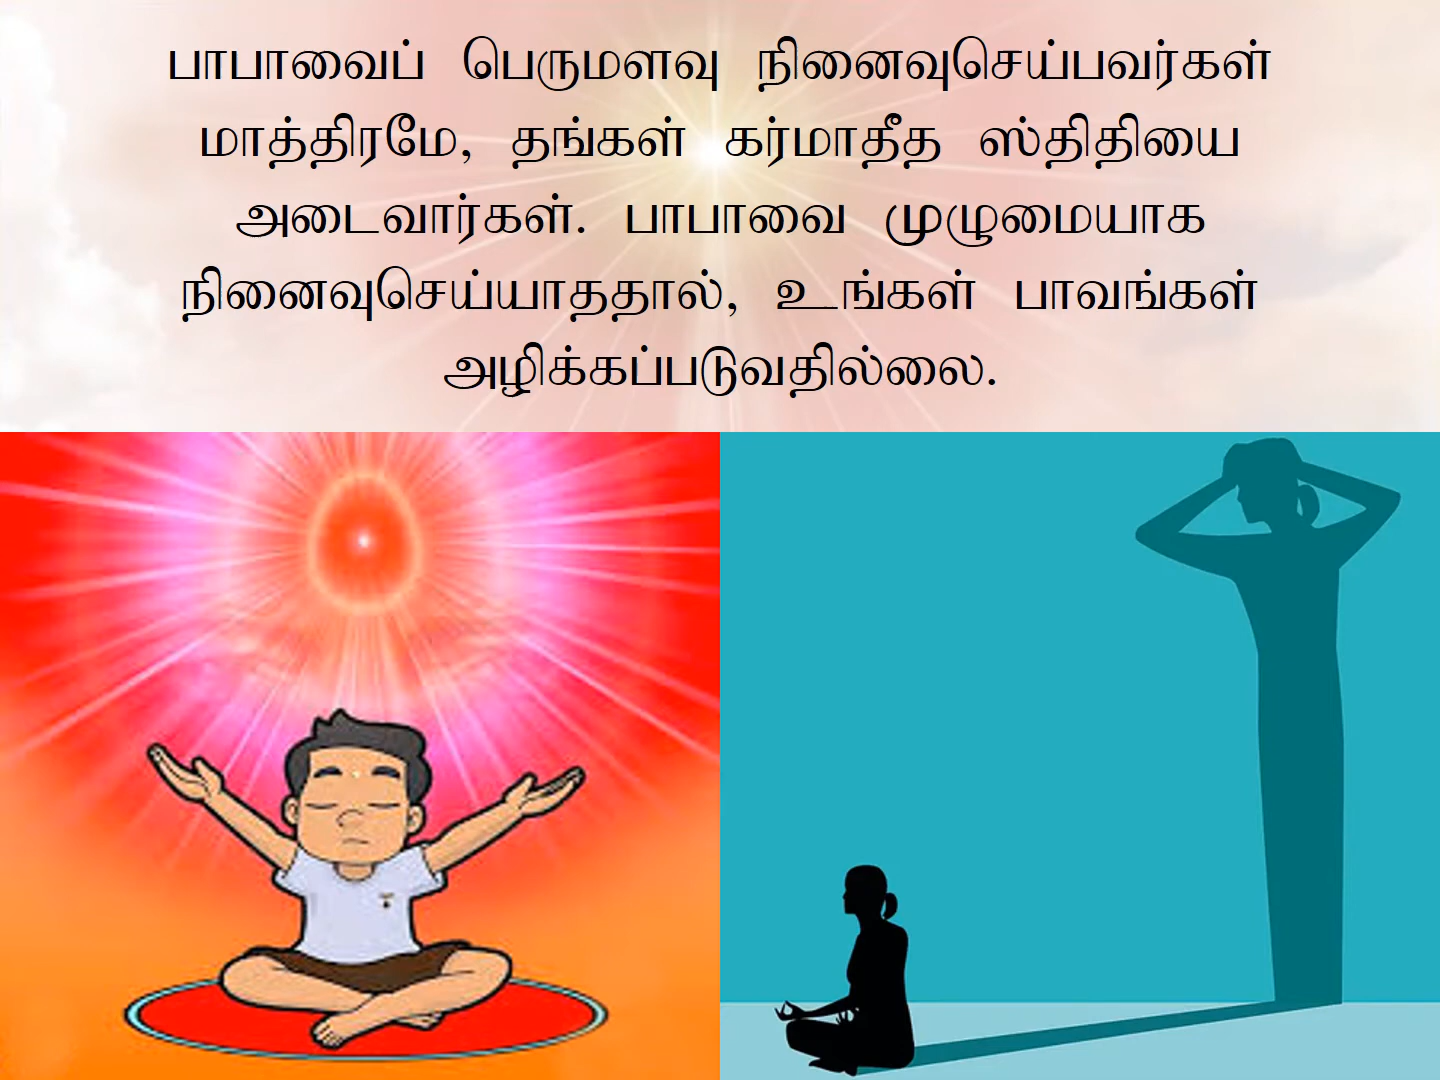 பாபாவைப் பெருமளவு நினைவுசெய்பவர்கள்
மாத்திரமே, தங்கள் கர்மாதீத ஸ்திதியை
அடைவார்கள். பாபாவை முழுமையாக
நினைவுசெய்யாததால், உங்கள் பாவங்கள்
அழிக்கப்படுவதில்லை.